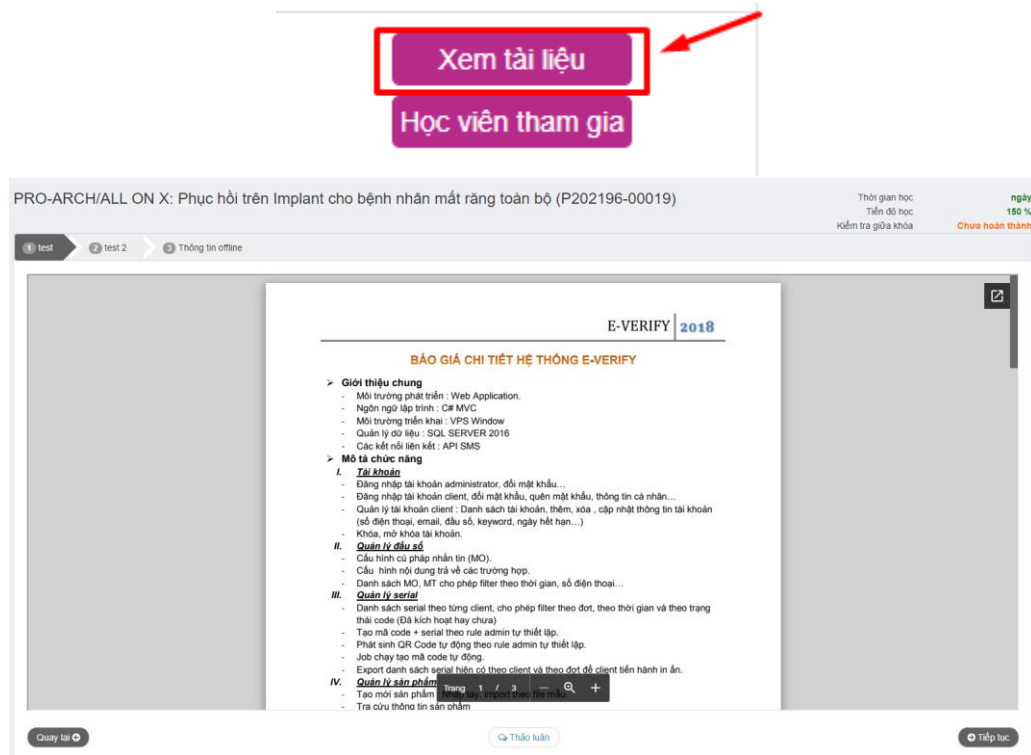 Xem tài liệu
Học viên tham gia
PRO-ARCH/ALL ON X: Phục hồi trên Implant cho bệnh nhân mất răng toàn bộ (P202196-00019)
Thời gian học ngày
Tiến độ học 150 %
Kiểm tra giữa khóa Chưa hoàn thành
1 test 2 test 2 3 Thông tin offline
E-VERIFY 2018
BÁO GIÁ CHI TIẾT HỆ THỐNG E-VERIFY
➢ Giới thiệu chung
- Môi trường phát triển : Web Application.
- Ngôn ngữ lập trình : C# MVC
- Môi trường triển khai : VPS Window
- Quản lý dữ liệu : SQL SERVER 2016
- Các kết nối liên kết : API SMS
➢ Mô tả chức năng
I. Tài khoản
- Đăng nhập tài khoản administrator, đổi mật khẩu…
- Đăng nhập tài khoản client, đổi mật khẩu, quên mật khẩu, thông tin cá nhân…
- Quản lý tài khoản client : Danh sách tài khoản, thêm, xóa , cập nhật thông tin tài khoản
(số điện thoại, email, đầu số, keyword, ngày hết hạn…)
- Khóa, mở khóa tài khoản.
II. Quản lý đầu số
- Cấu hình cú pháp nhắn tin (MO).
- Cấu hình nội dung trả về các trường hợp.
- Danh sách MO, MT cho phép filter theo thời gian, số điện thoại…
III. Quản lý serial
- Danh sách serial theo từng client, cho phép filter theo đợt, theo thời gian và theo trạng
thái code (Đã kích hoạt hay chưa)
- Tạo mã code + serial theo rule admin tự thiết lập.
- Phát sinh QR Code tự động theo rule admin tự thiết lập.
- Job chạy tạo mã code tự động.
- Export danh sách serial hiện có theo client và theo đợt để client tiến hành in ấn.
IV. Quản lý sản phẩm
- Tạo mới sản phẩm : Nhập tay, import theo file mẫu.
Trang 1 / 3
- Tra cứu thông tin sản phẩm
Quay lại Thảo luận Tiếp tục